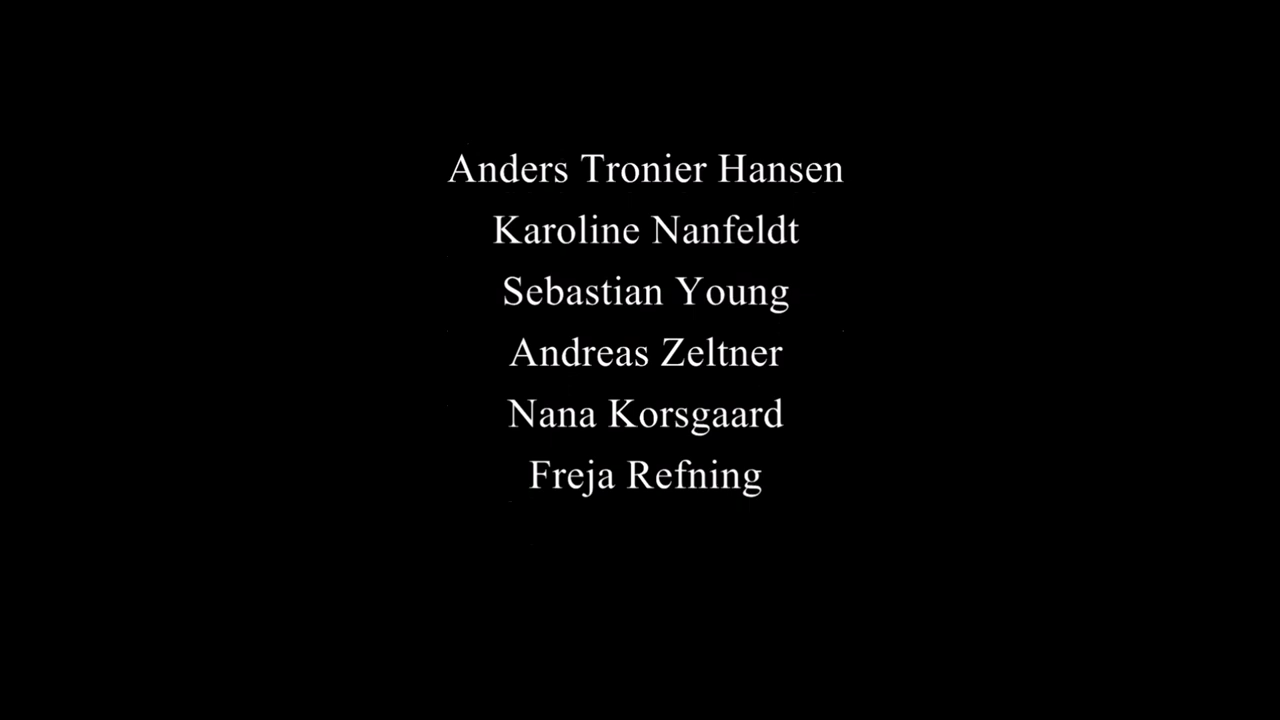 Anders Tronier Hansen
Karoline Nanfeldt
Sebastian Young
Andreas Zeltner
Nana Korsgaard
Freja Refning